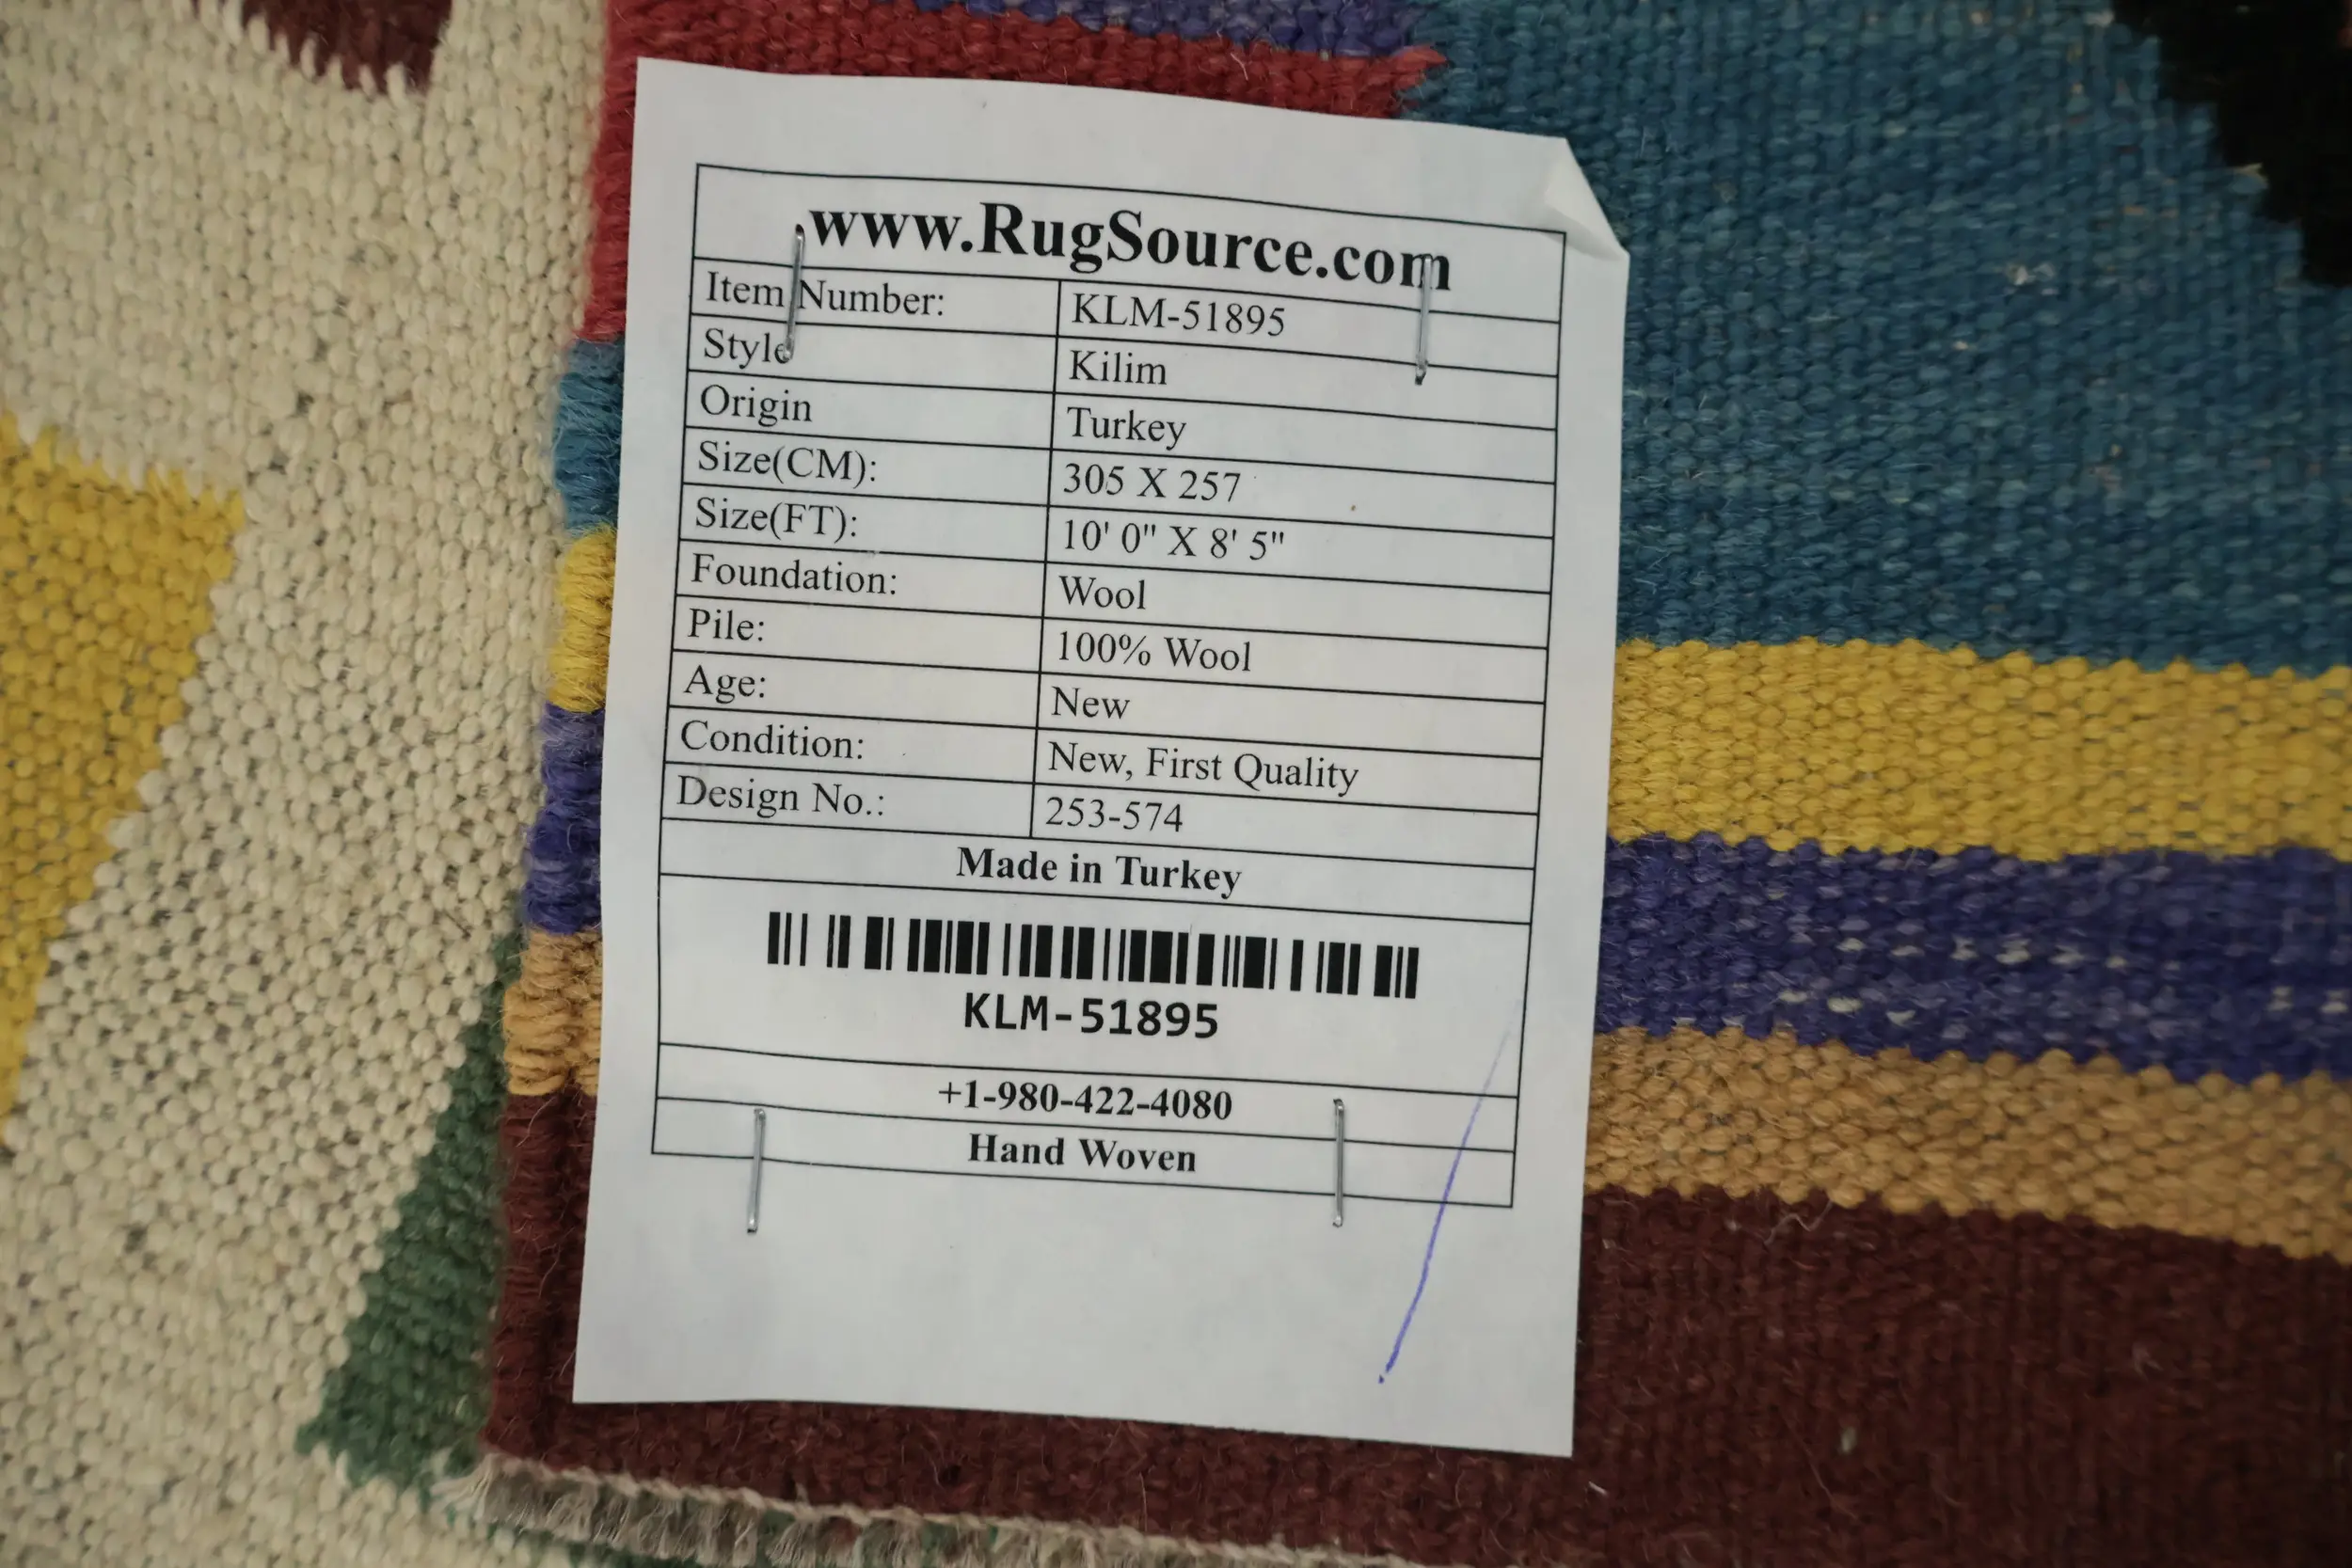 www.RugSource.com
Item Number: KLM-51895
Style Kilim
Origin Turkey
Size(CM): 305 X 257
Size(FT): 10' 0" X 8' 5"
Foundation: Wool
Pile: 100% Wool
Age: New
Condition: New, First Quality
Design No.: 253-574
Made in Turkey
KLM-51895
+1-980-422-4080
Hand Woven